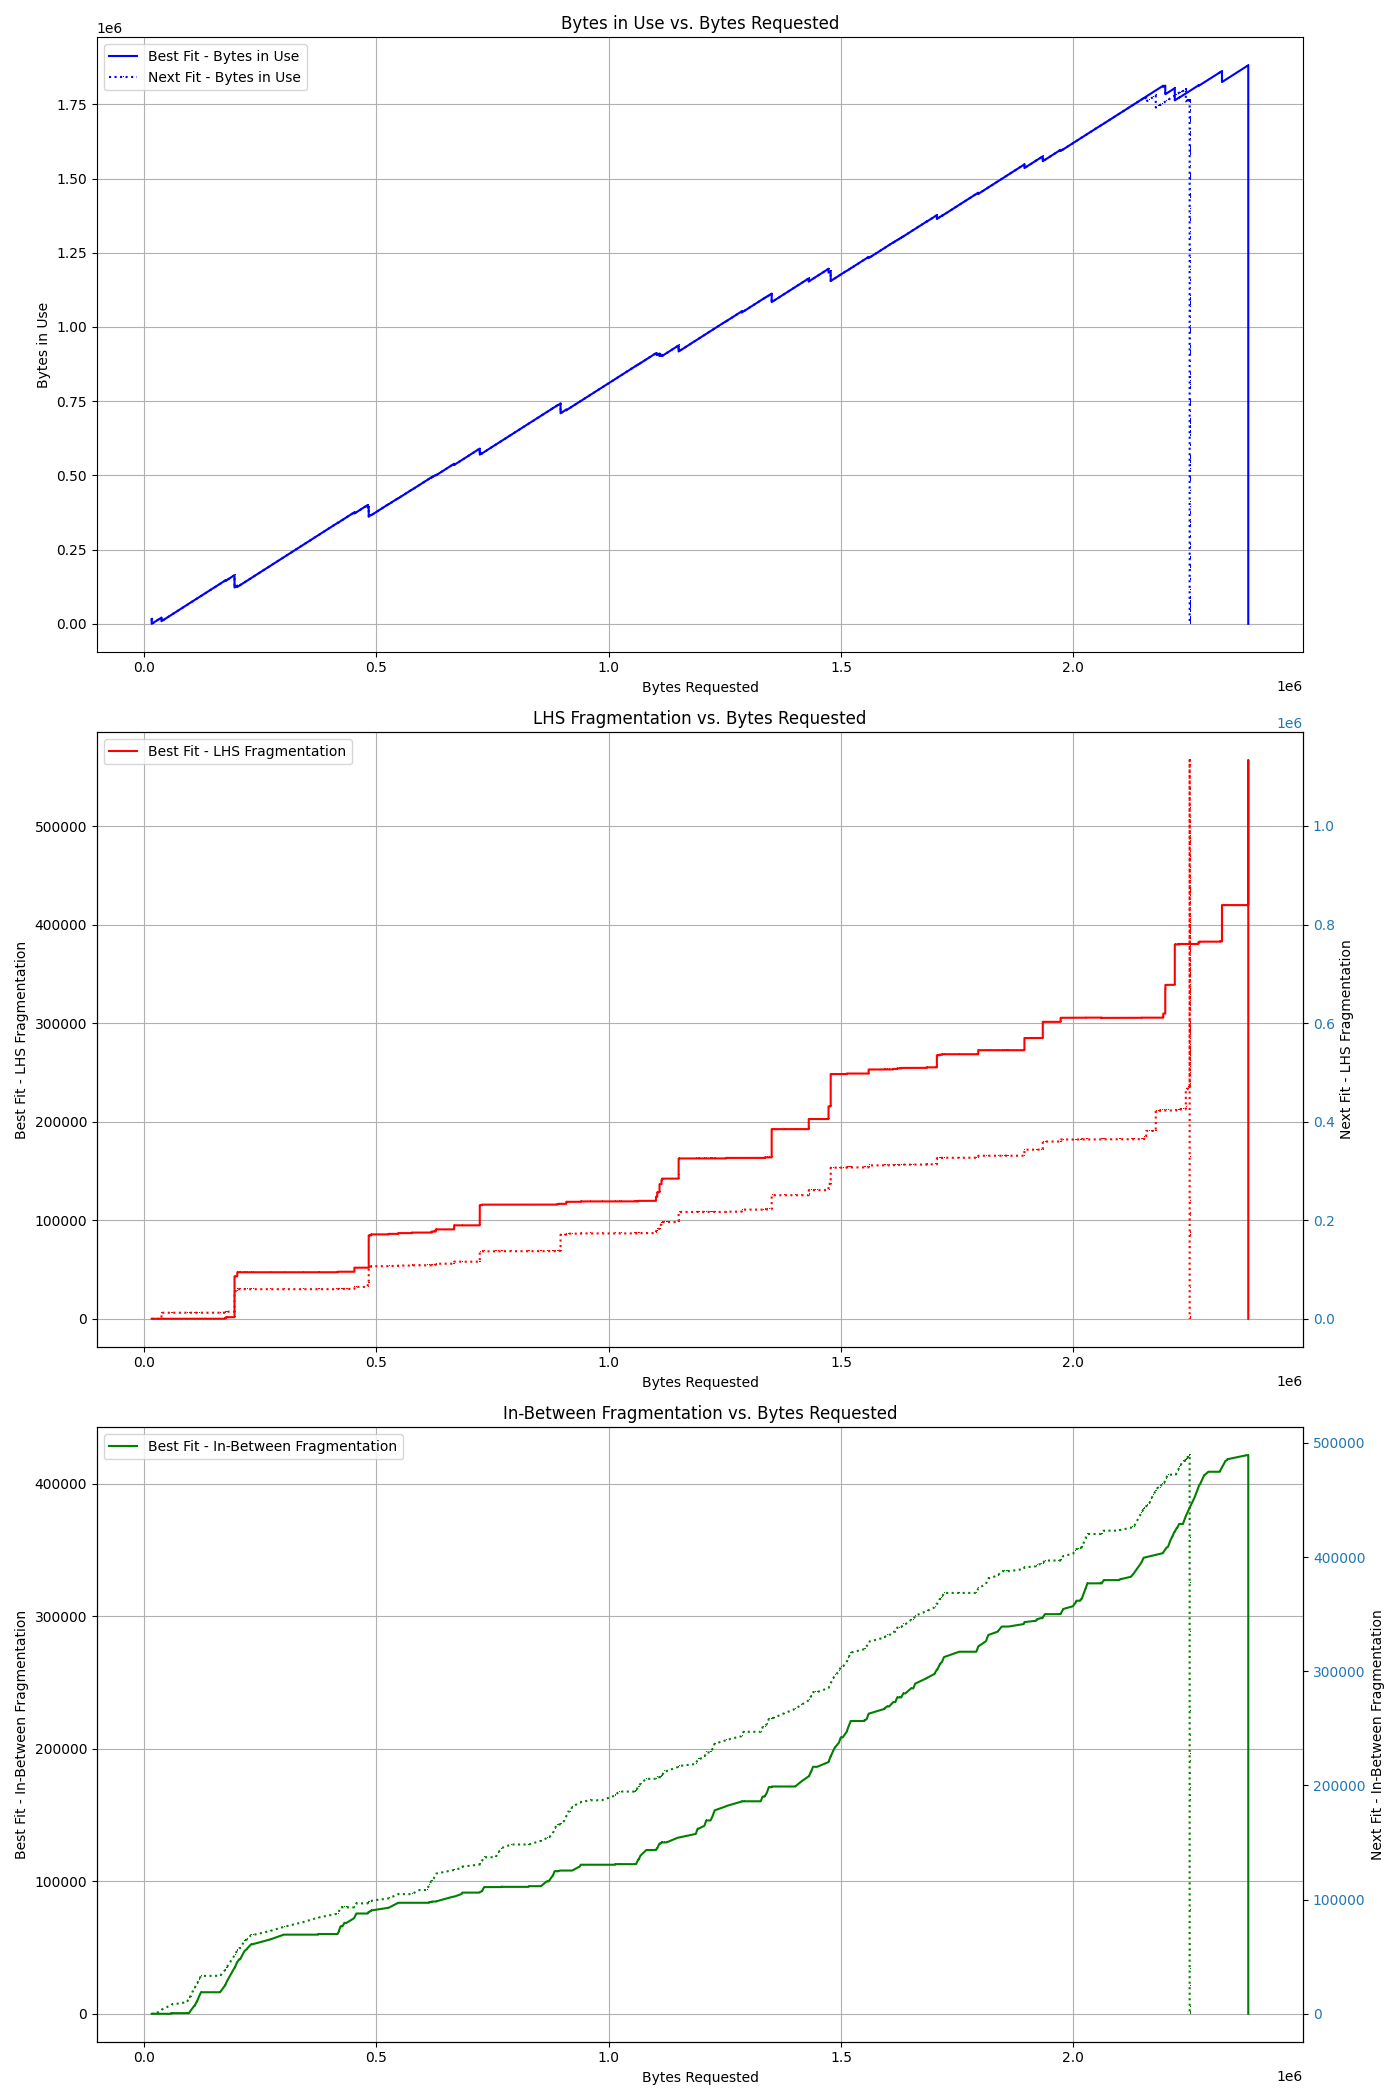 Bytes in Use vs. Bytes Requested
1e6
Best Fit - Bytes in Use
Next Fit - Bytes in Use
1.75
1.50
1.25
1.00
0.75
0.50
0.25
0.00
Bytes in Use
0.0 0.5 1.0 1.5 2.0
Bytes Requested
1e6
LHS Fragmentation vs. Bytes Requested
1e6
Best Fit - LHS Fragmentation
500000
400000
300000
200000
100000
0
Best Fit - LHS Fragmentation
1.0
0.8
0.6
0.4
0.2
0.0
Next Fit - LHS Fragmentation
0.0 0.5 1.0 1.5 2.0
Bytes Requested
1e6
In-Between Fragmentation vs. Bytes Requested
Best Fit - In-Between Fragmentation
400000
300000
200000
100000
0
Best Fit - In-Between Fragmentation
500000
400000
300000
200000
100000
0
Next Fit - In-Between Fragmentation
0.0 0.5 1.0 1.5 2.0
Bytes Requested
1e6